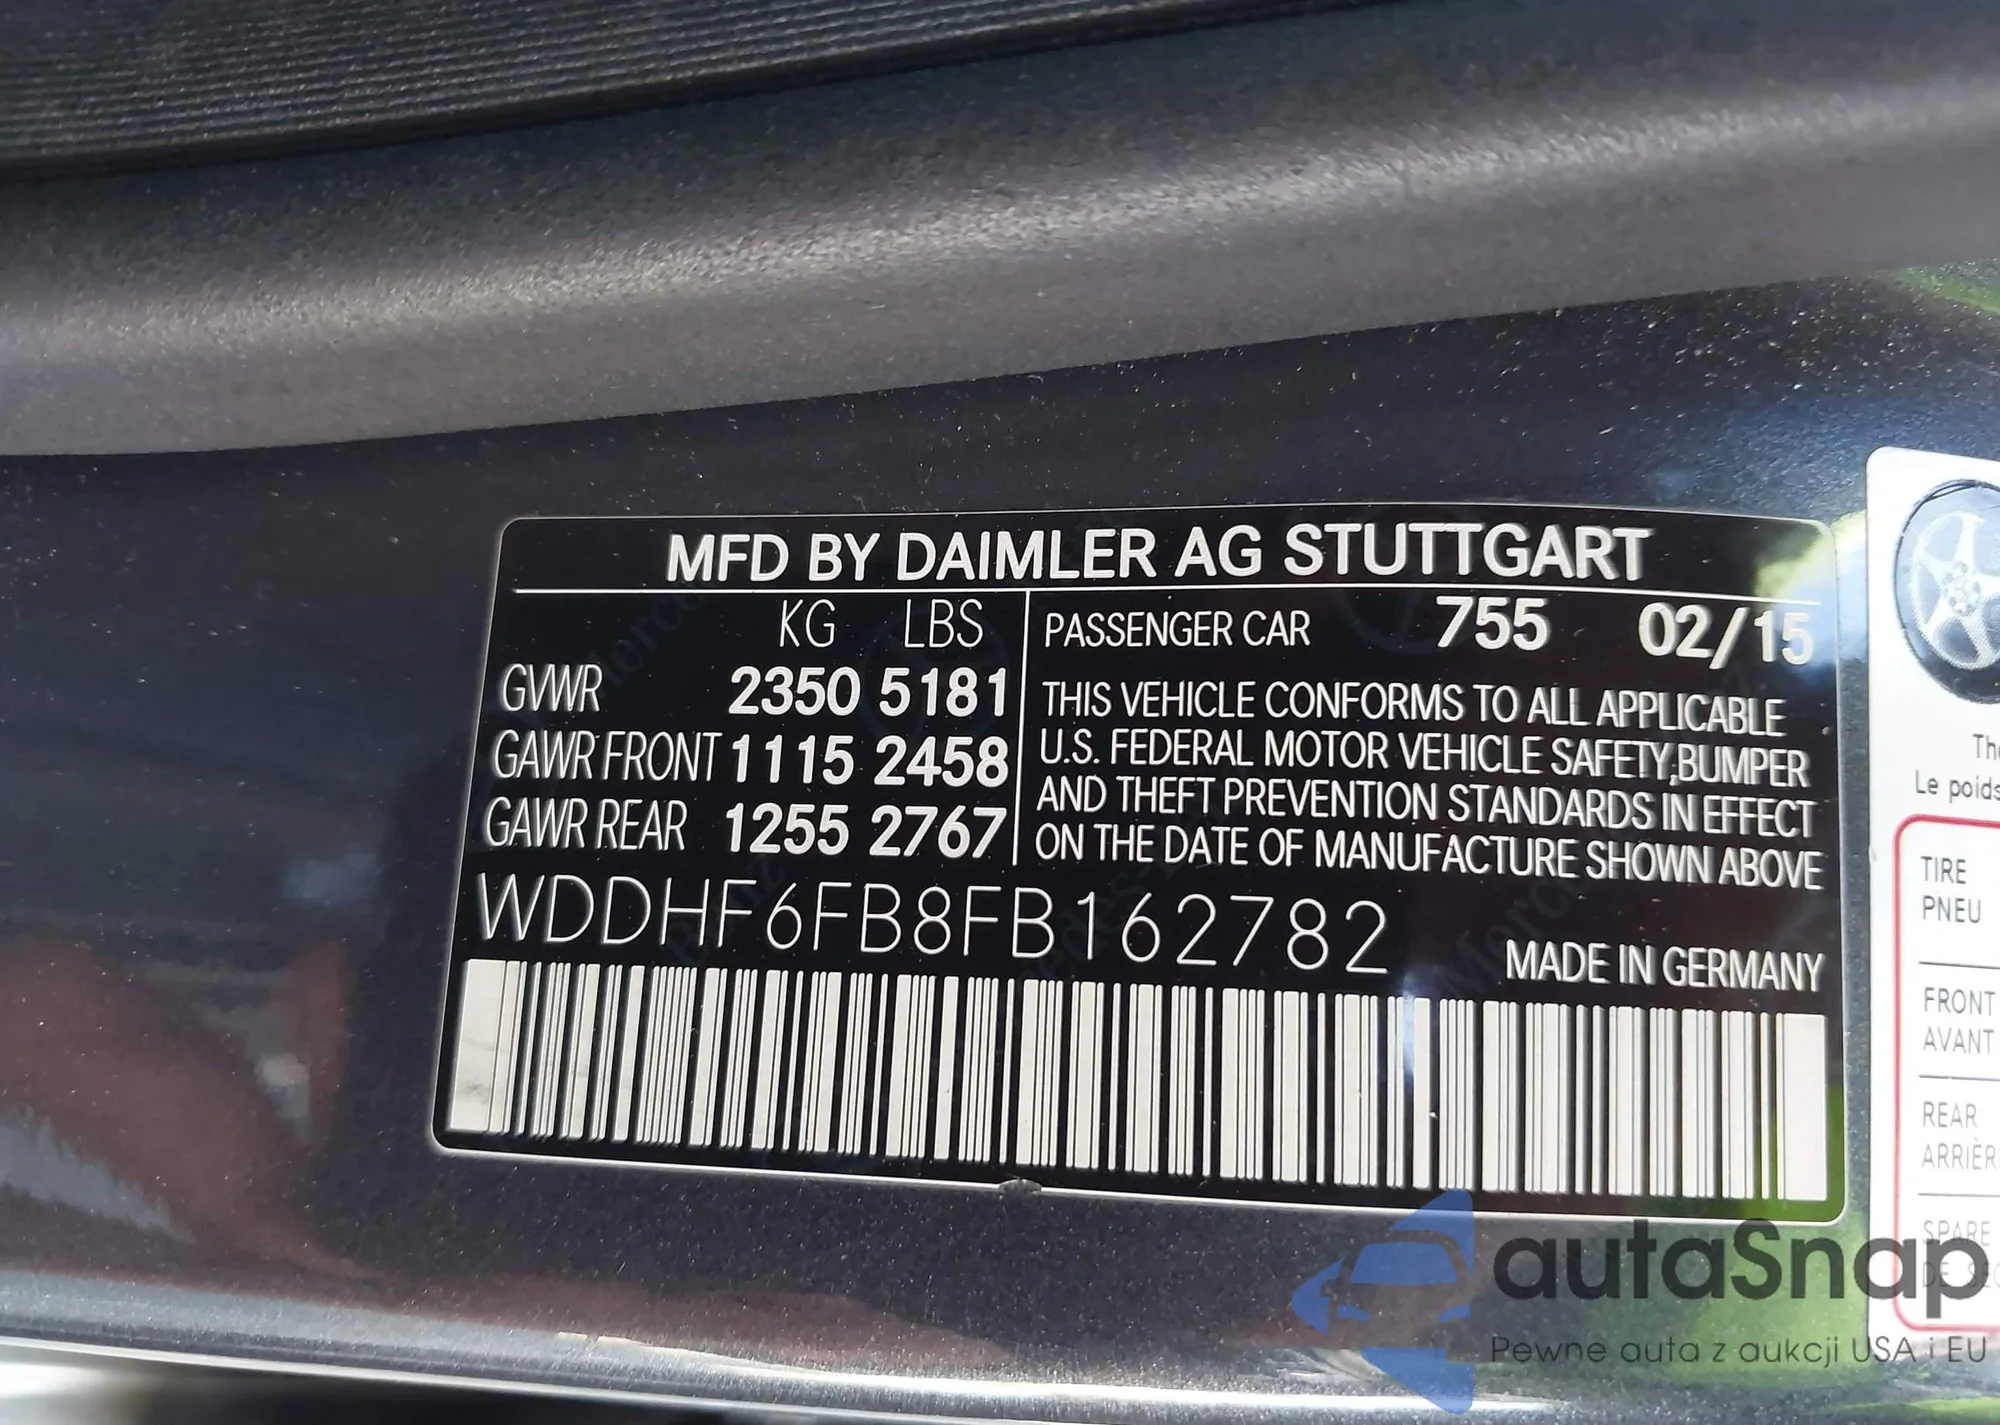 MFD BY DAIMLER AG STUTTGART
KG LBS
GVWR 2350 5181
GAWR FRONT 1115 2458
GAWR REAR 1255 2767
PASSENGER CAR 755 02/15
THIS VEHICLE CONFORMS TO ALL APPLICABLE
U.S. FEDERAL MOTOR VEHICLE SAFETY,BUMPER
AND THEFT PREVENTION STANDARDS IN EFFECT
ON THE DATE OF MANUFACTURE SHOWN ABOVE
WDDHF6FB8FB162782
MADE IN GERMANY
Le poids
TIRE
PNEU
FRONT
AVANT
REAR
SPARE
autaSnap
Pewne auta z aukcji USA i EU